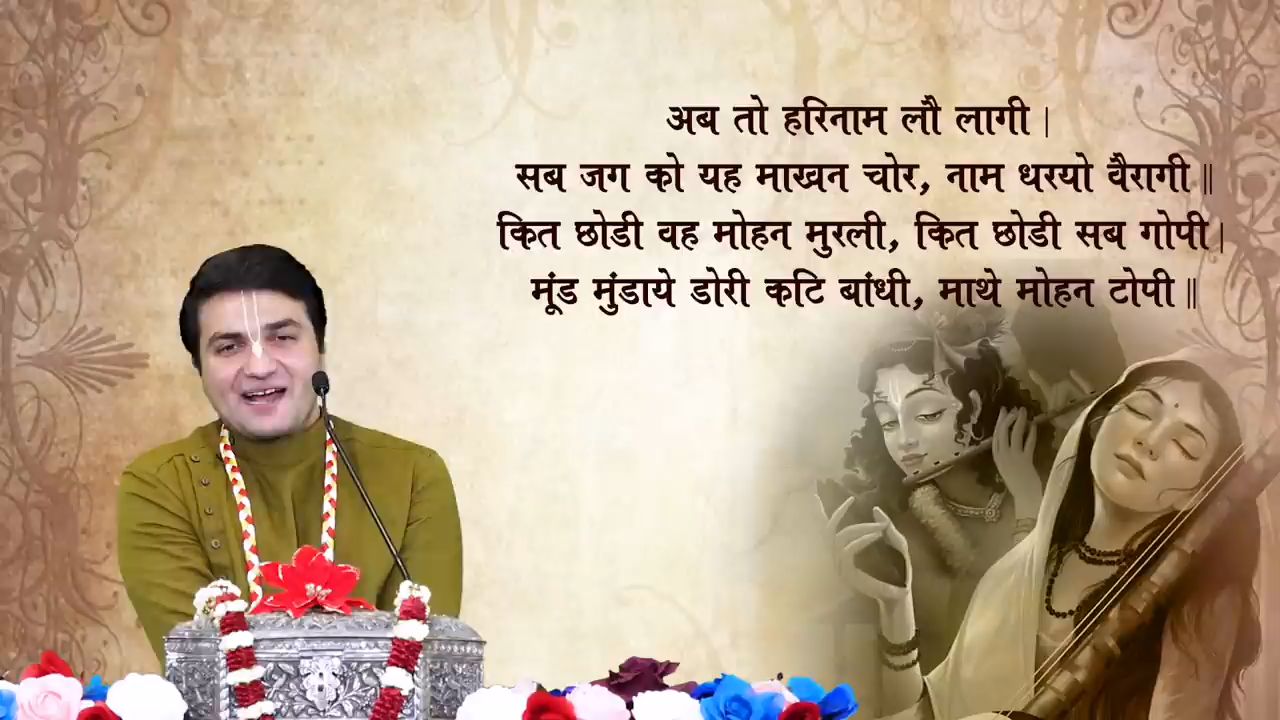 अब तो हरिनाम लौ लागी |
सब जग को यह माखन चोर, नाम धरयो वैरागी ||
कित छोडी वह मोहन मुरली, कित छोडी सब गोपी |
मूंड मुंडाये डोरी कटि बांधी, माथे मोहन टोपी ||